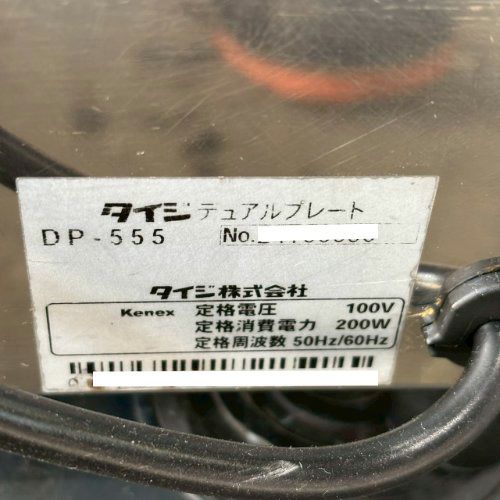 タイジ テュアルプレート
DP-555 No.
タイジ株式会社
Kenex 定格電圧 100V
定格消費電力 200W
定格周波数 50Hz/60Hz